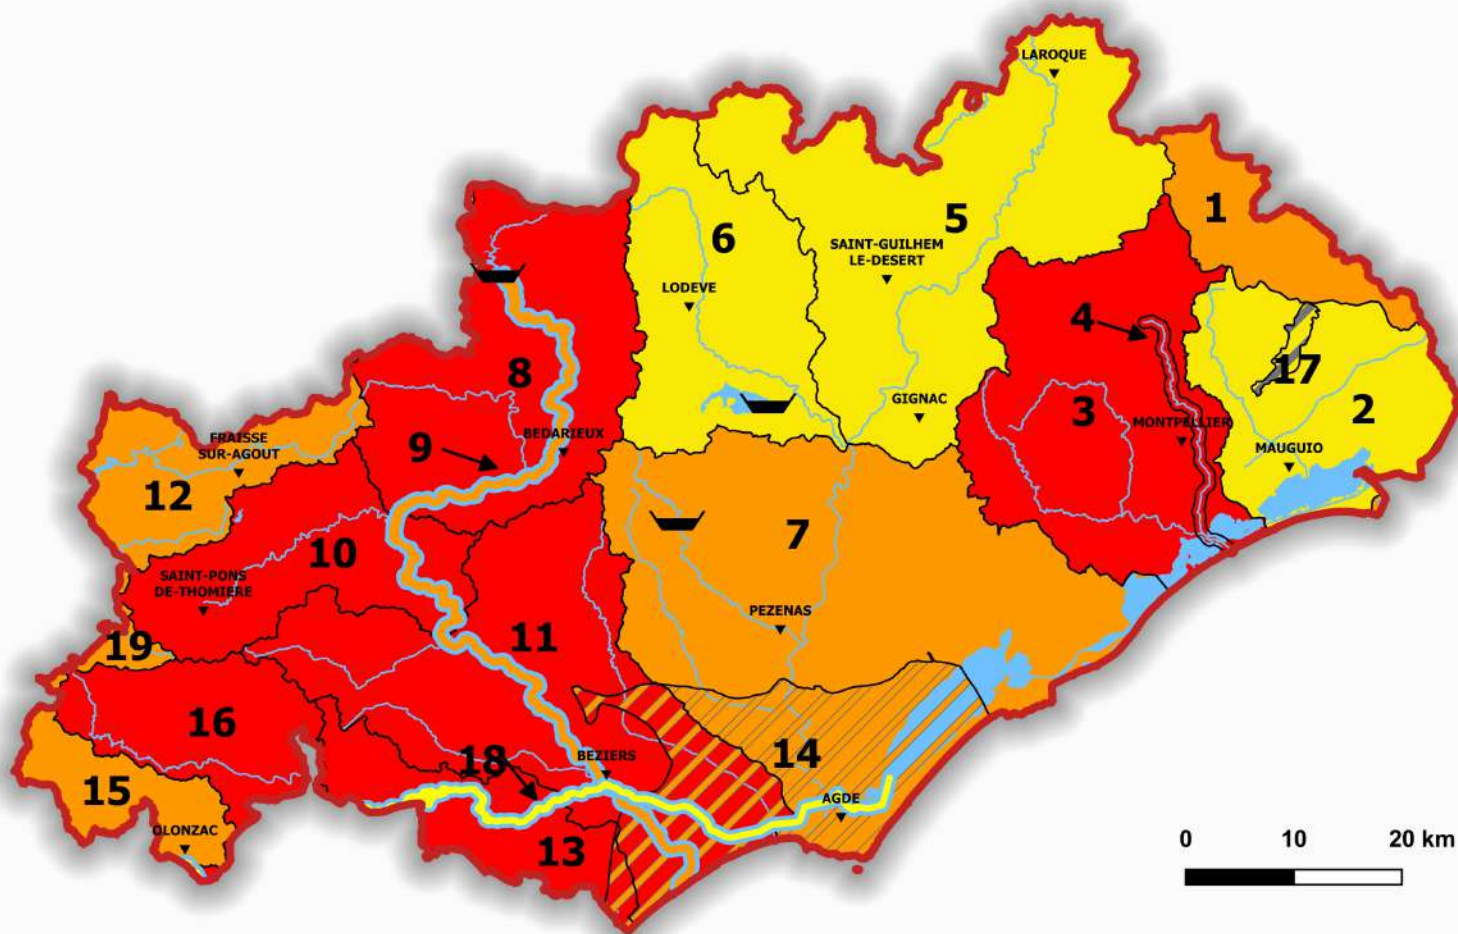 LAROQUE
1
5
6
SAINT-GUILHEM
LE-DESERT
LODEVE
4
8
17
GIGNAC
3
2
MONTPELLIER
BEDARIEUX
9
FRAISSE
SUR-AGOUT
MAUGUIO
12
7
10
SAINT-PONS
DE-THOMIERE
PEZENAS
11
19
16
14
18
BEZIERS
15
AGDE
OLONZAC
13
0 10 20 km